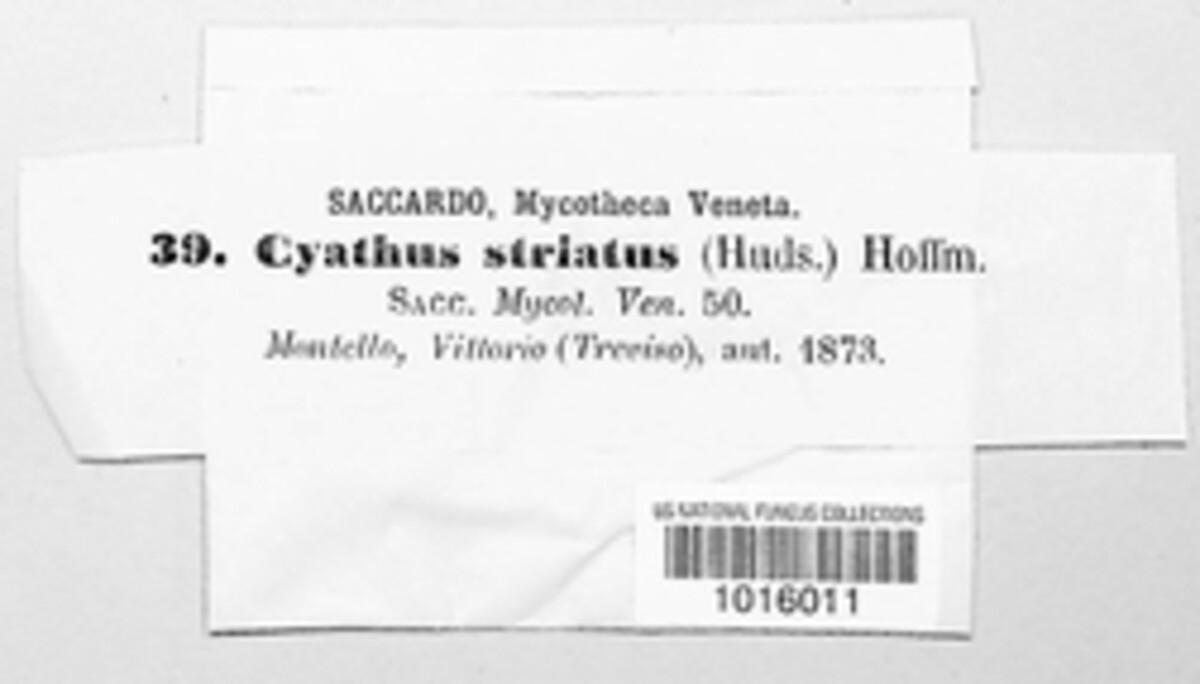 SACCARDO, Mycotheca Veneta.
39. Cyathus striatus (Huds.) Hoffm.
SACC. Mycol. Ven. 50.
Montello, Vittorio (Treviso), aut. 1873.
US NATIONAL FUNGUS COLLECTIONS
1016011